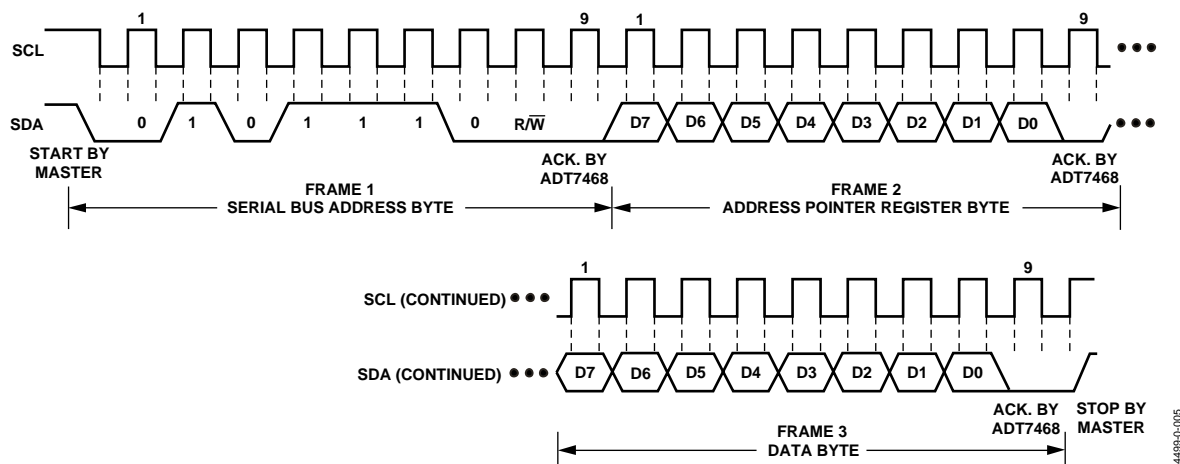 1 9 1 9
SCL
SDA 0 1 0 1 1 1 0 R/W D7 D6 D5 D4 D3 D2 D1 D0
START BY
MASTER
ACK. BY
ADT7468
ACK. BY
ADT7468
FRAME 1
SERIAL BUS ADDRESS BYTE
FRAME 2
ADDRESS POINTER REGISTER BYTE
1 9
SCL (CONTINUED)
SDA (CONTINUED) D7 D6 D5 D4 D3 D2 D1 D0
ACK. BY
ADT7468
STOP BY
MASTER
FRAME 3
DATA BYTE
4499-0-005